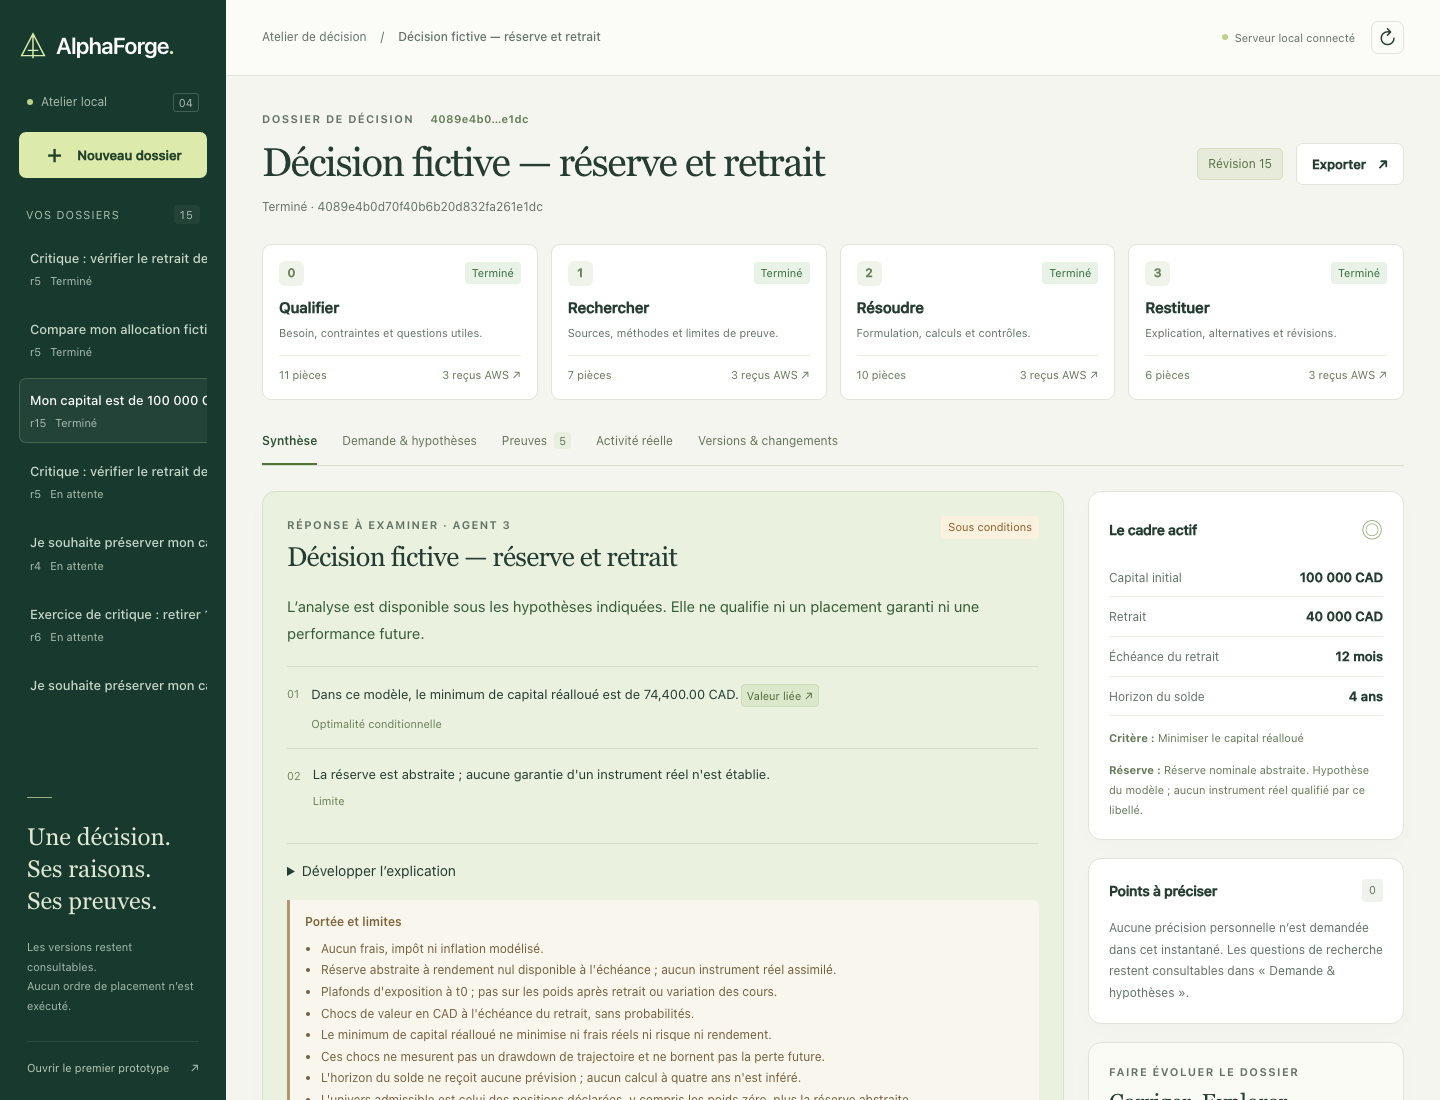 AlphaForge.
Atelier local
04
Nouveau dossier
VOS DOSSIERS
15
Critique : vérifier le retrait de
r5 Terminé
Compare mon allocation ficti
r5 Terminé
Mon capital est de 100 000 C
r15 Terminé
Critique : vérifier le retrait de
r5 En attente
Je souhaite préserver mon ca
r4 En attente
Exercice de critique : retirer
r6 En attente
Je souhaite préserver mon ca
Une décision.
Ses raisons.
Ses preuves.
Les versions restent
consultables.
Aucun ordre de placement n'est
exécuté.
Ouvrir le premier prototype ↗
Atelier de décision / Décision fictive — réserve et retrait
Serveur local connecté
DOSSIER DE DÉCISION 4089e4b0…e1dc
Décision fictive — réserve et retrait
Révision 15
Exporter ↗
Terminé · 4089e4b0d70f40b6b20d832fa261e1dc
0 Terminé
Qualifier
Besoin, contraintes et questions utiles.
11 pièces 3 reçus AWS ↗
1 Terminé
Rechercher
Sources, méthodes et limites de preuve.
7 pièces 3 reçus AWS ↗
2 Terminé
Résoudre
Formulation, calculs et contrôles.
10 pièces 3 reçus AWS ↗
3 Terminé
Restituer
Explication, alternatives et révisions.
6 pièces 3 reçus AWS ↗
Synthèse Demande & hypothèses Preuves 5 Activité réelle Versions & changements
RÉPONSE À EXAMINER · AGENT 3
Sous conditions
Décision fictive — réserve et retrait
L'analyse est disponible sous les hypothèses indiquées. Elle ne qualifie ni un placement garanti ni une
performance future.
01 Dans ce modèle, le minimum de capital réalloué est de 74,400.00 CAD. Valeur liée ↗
Optimalité conditionnelle
02 La réserve est abstraite ; aucune garantie d'un instrument réel n'est établie.
Limite
Développer l'explication
Portée et limites
• Aucun frais, impôt ni inflation modélisé.
• Réserve abstraite à rendement nul disponible à l'échéance ; aucun instrument réel assimilé.
• Plafonds d'exposition à t0 ; pas sur les poids après retrait ou variation des cours.
• Chocs de valeur en CAD à l'échéance du retrait, sans probabilités.
• Le minimum de capital réalloué ne minimise ni frais réels ni risque ni rendement.
• Ces chocs ne mesurent pas un drawdown de trajectoire et ne bornent pas la perte future.
• L'horizon du solde ne reçoit aucune prévision ; aucun calcul à quatre ans n'est inféré.
• L'univers admissible est celui des positions déclarées, y compris les poids zéro, plus la réserve abstraite.
Le cadre actif
Capital initial 100 000 CAD
Retrait 40 000 CAD
Échéance du retrait 12 mois
Horizon du solde 4 ans
Critère : Minimiser le capital réalloué
Réserve : Réserve nominale abstraite. Hypothèse
du modèle ; aucun instrument réel qualifié par ce
libellé.
Points à préciser 0
Aucune précision personnelle n'est demandée
dans cet instantané. Les questions de recherche
restent consultables dans « Demande &
hypothèses ».
FAIRE ÉVOLUER LE DOSSIER
Corriger. Explorer.